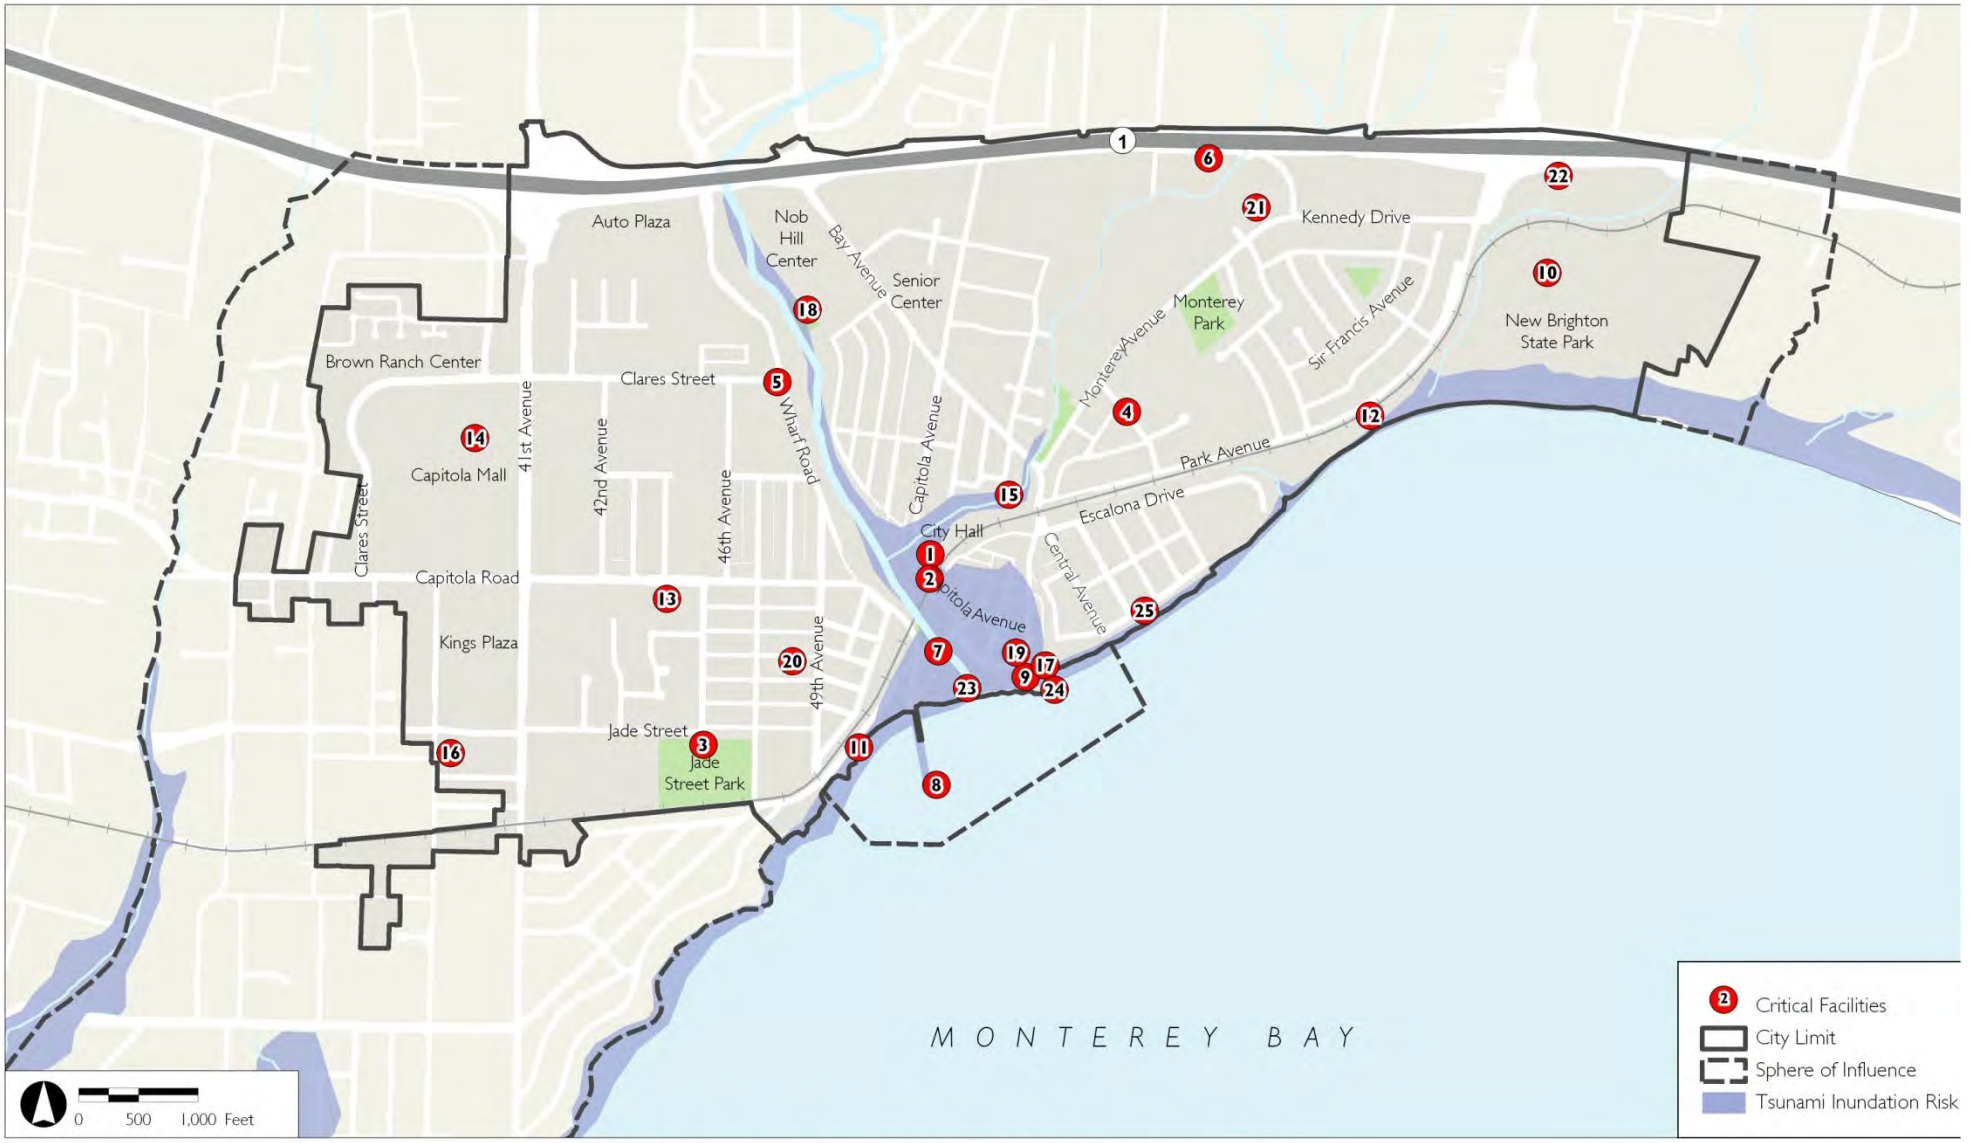 1
6
22
21
Kennedy Drive
Auto Plaza
Nob
Hill
Center
Bay Avenue
Senior
Center
18
10
Monterey
Park
Monterey Avenue
Sir Francis Avenue
New Brighton
State Park
Brown Ranch Center
Clares Street
5
41st Avenue
Wharf Road
Capitola Avenue
4
12
14
Capitola Mall
42nd Avenue
46th Avenue
Park Avenue
15
Escalona Drive
Clares Street
City Hall
1
2
Capitola Road
pitola Avenue
Central Avenue
13
25
Kings Plaza
20
49th Avenue
7
19
17
9
23
24
Jade Street
3
Jade
Street Park
16
11
8
MONTEREY BAY
2
Critical Facilities
City Limit
Sphere of Influence
Tsunami Inundation Risk
0 500 1,000 Feet